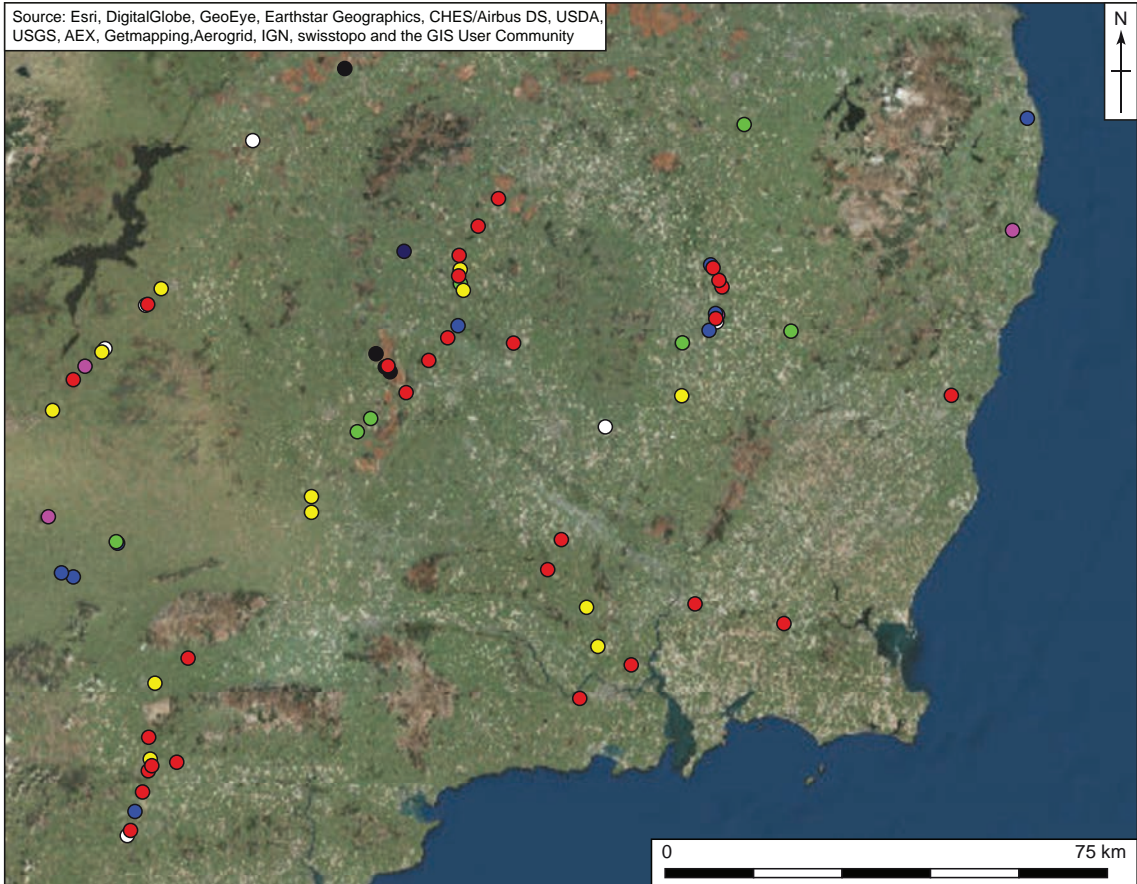 Source: Esri, DigitalGlobe, GeoEye, Earthstar Geographics, CHES/Airbus DS, USDA,
USGS, AEX, Getmapping,Aerogrid, IGN, swisstopo and the GIS User Community
N
0 75 km